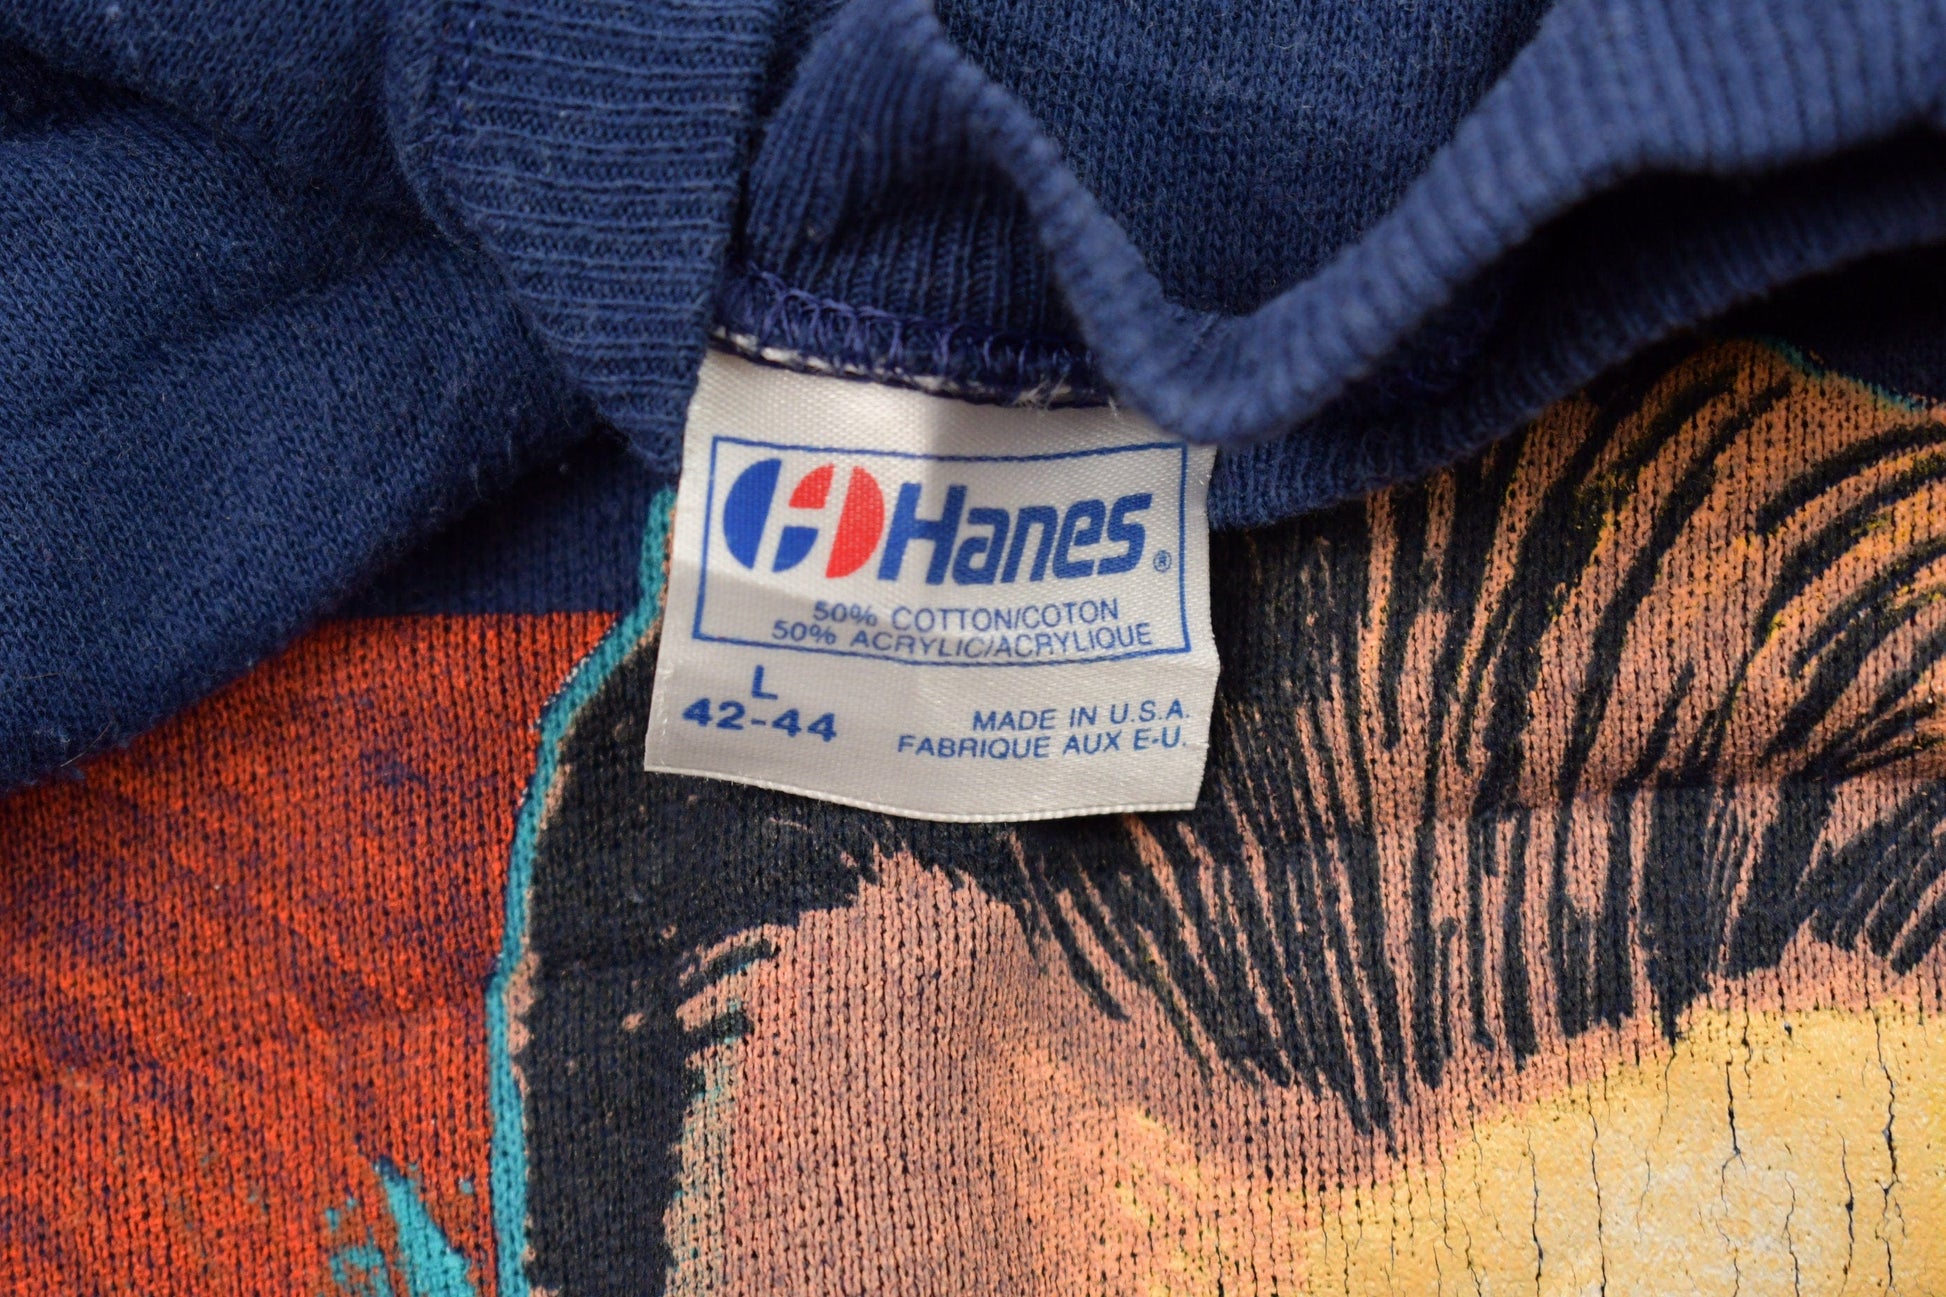 Hanes®
50% COTTON/COTON
50% ACRYLIC/ACRYLIQUE
L
42-44
MADE IN U.S.A.
FABRIQUE AUX E-U.